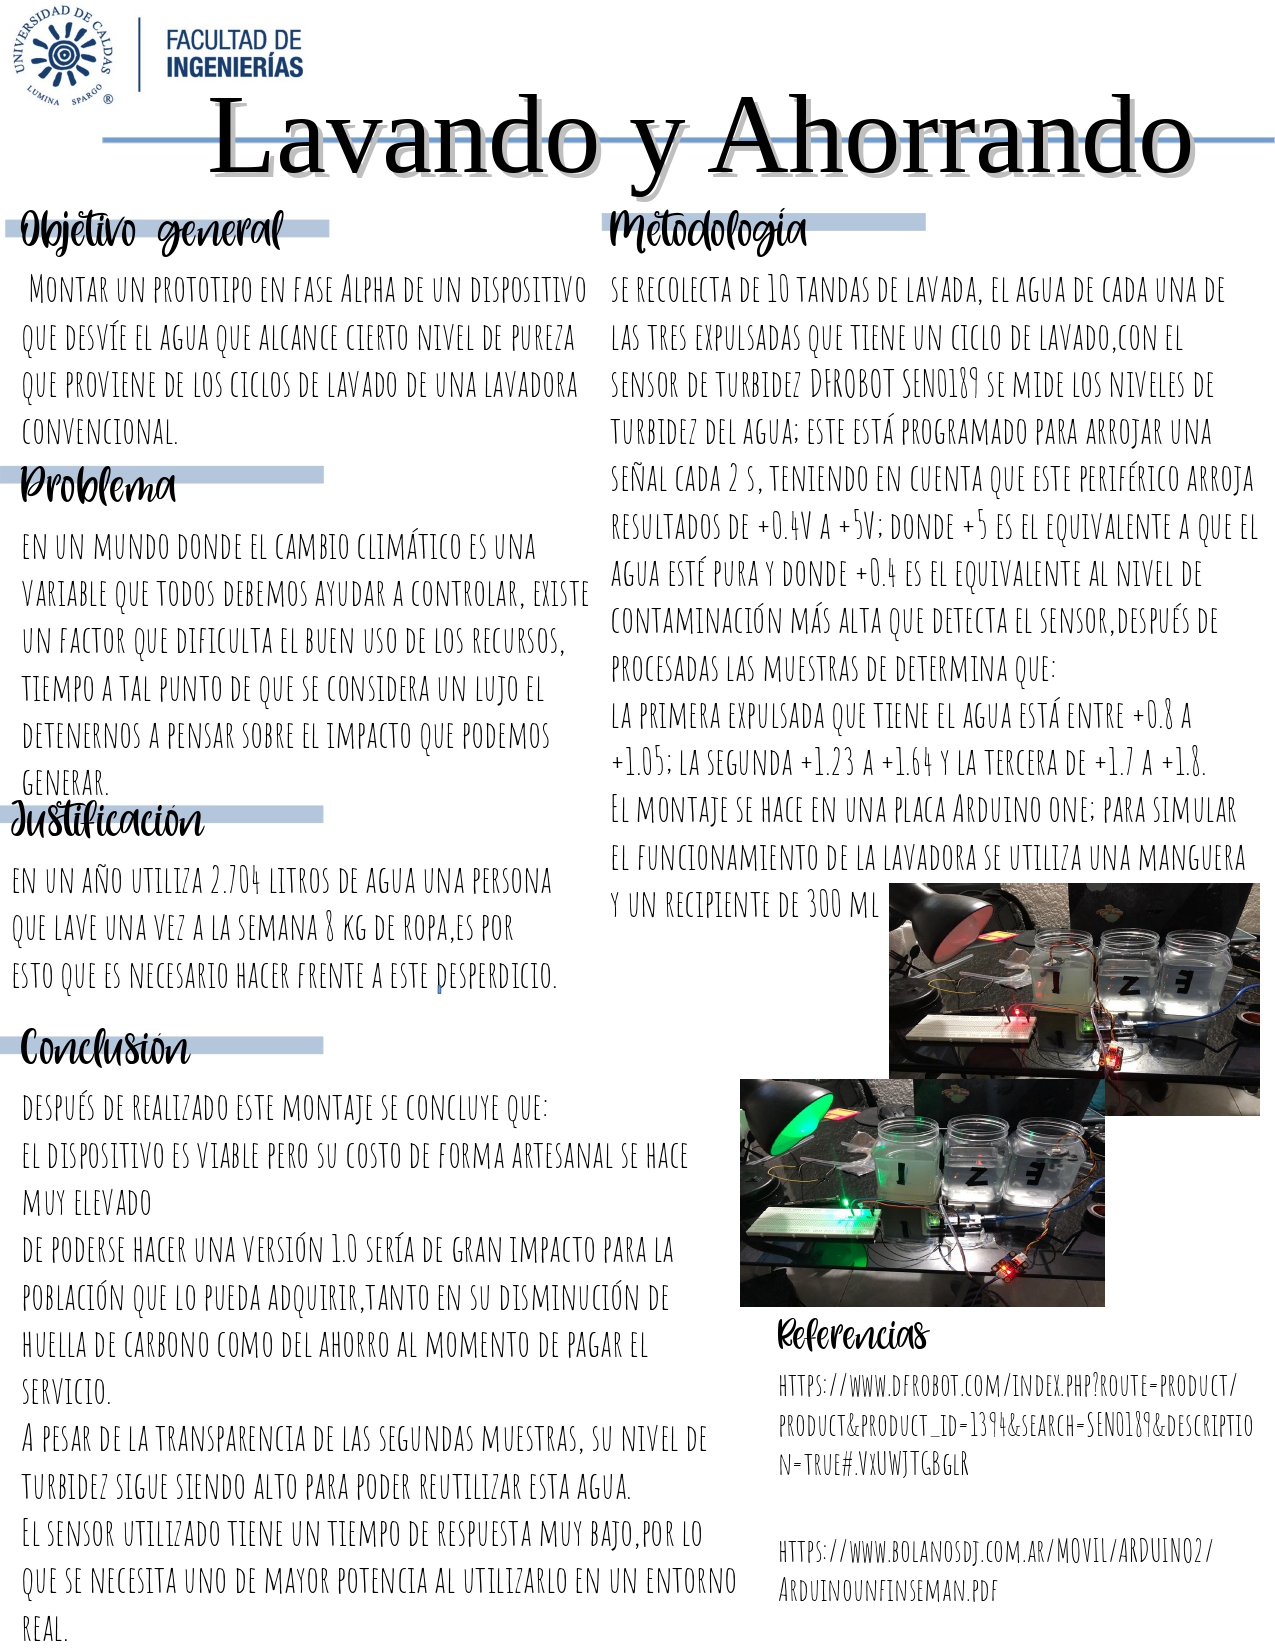 UNIVERSIDAD DE CALDAS
LUMINA SPARGO
®
FACULTAD DE
INGENIERÍAS
Lavando y Ahorrando
Objetivo general
Montar un prototipo en fase Alpha de un dispositivo
que desvíe el agua que alcance cierto nivel de pureza
que proviene de los ciclos de lavado de una lavadora
convencional.
Problema
en un mundo donde el cambio climático es una
variable que todos debemos ayudar a controlar, existe
un factor que dificulta el buen uso de los recursos,
tiempo a tal punto de que se considera un lujo el
detenernos a pensar sobre el impacto que podemos
generar.
Justificación
en un año utiliza 2.704 litros de agua una persona
que lave una vez a la semana 8 kg de ropa,es por
esto que es necesario hacer frente a este desperdicio.
Conclusión
después de realizado este montaje se concluye que:
el dispositivo es viable pero su costo de forma artesanal se hace
muy elevado
de poderse hacer una versión 1.0 sería de gran impacto para la
población que lo pueda adquirir,tanto en su disminución de
huella de carbono como del ahorro al momento de pagar el
servicio.
A pesar de la transparencia de las segundas muestras, su nivel de
turbidez sigue siendo alto para poder reutilizar esta agua.
El sensor utilizado tiene un tiempo de respuesta muy bajo,por lo
que se necesita uno de mayor potencia al utilizarlo en un entorno
real.
Metodología
se recolecta de 10 tandas de lavada, el agua de cada una de
las tres expulsadas que tiene un ciclo de lavado,con el
sensor de turbidez DFROBOT SEN0189 se mide los niveles de
turbidez del agua; este está programado para arrojar una
señal cada 2 s, teniendo en cuenta que este periférico arroja
resultados de +0.4V a +5V; donde +5 es el equivalente a que el
agua esté pura y donde +0.4 es el equivalente al nivel de
contaminación más alta que detecta el sensor,después de
procesadas las muestras de determina que:
la primera expulsada que tiene el agua está entre +0.8 a
+1.05; la segunda +1.23 a +1.64 y la tercera de +1.7 a +1.8.
El montaje se hace en una placa Arduino one; para simular
el funcionamiento de la lavadora se utiliza una manguera
y un recipiente de 300 ml
1 2 3
1 2 3
Referencias
https://www.dfrobot.com/index.php?route=product/
product&product_id=1394&search=SEN0189&descriptio
n=true#.VxUWJTGBglR
https://www.bolanosdj.com.ar/MOVIL/ARDUINO2/
Arduinounfinseman.pdf